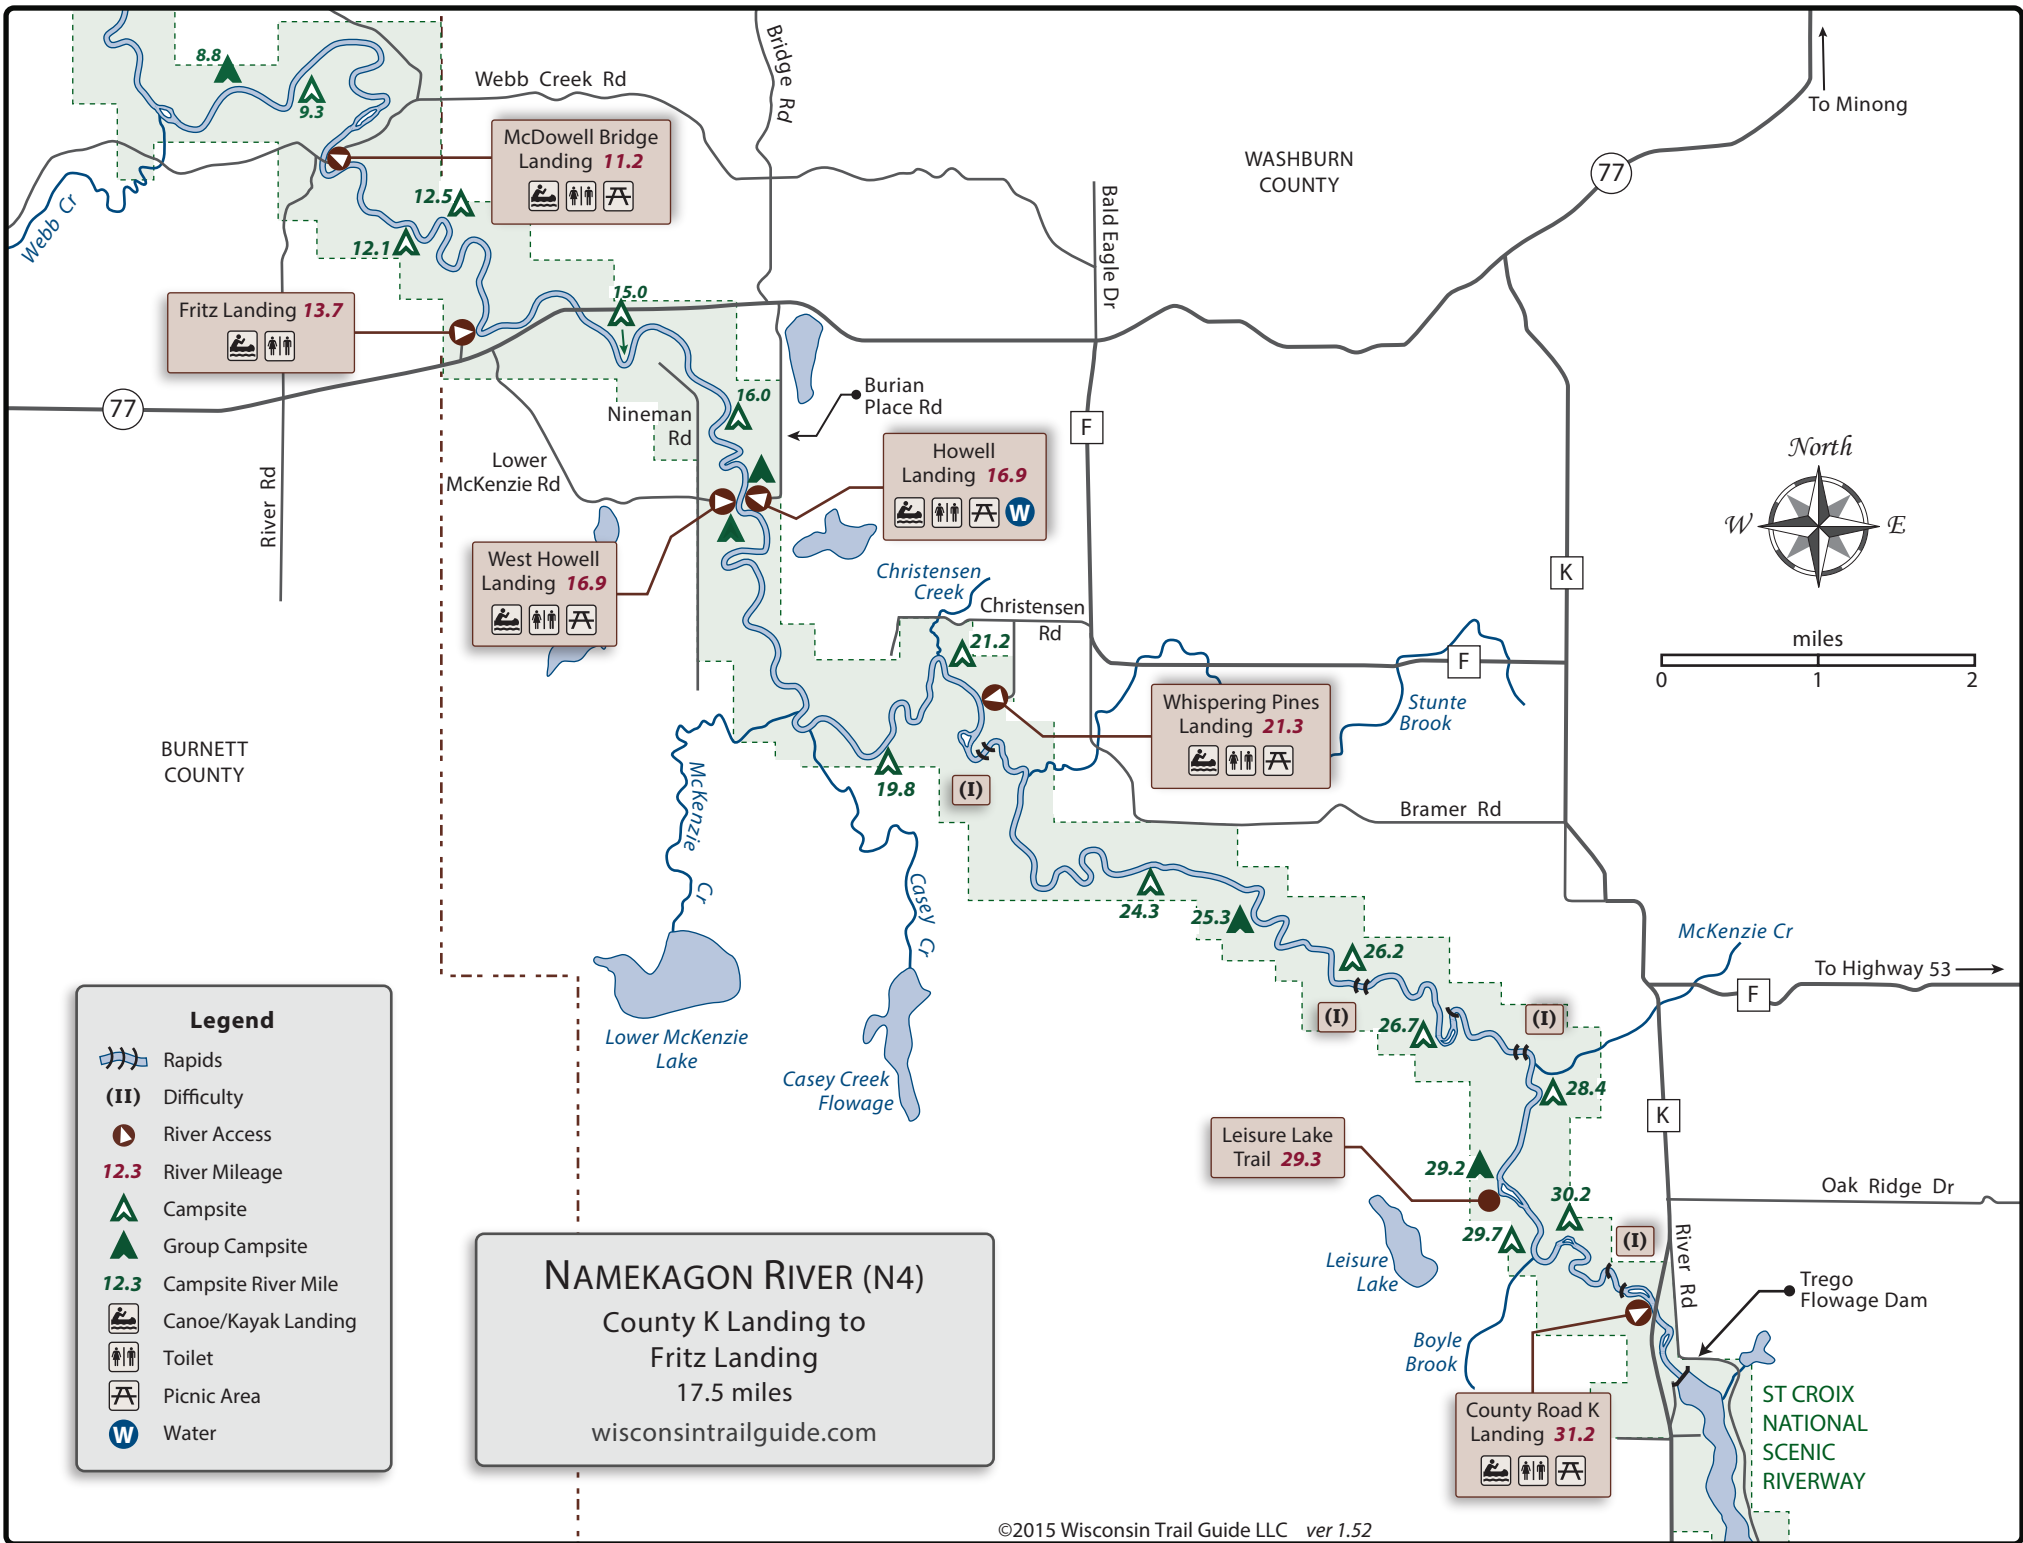 8.8
9.3
Webb Creek Rd
Bridge Rd
To Minong
McDowell Bridge
Landing 11.2
WASHBURN
COUNTY
77
Webb Cr
12.5
12.1
Bald Eagle Dr
Fritz Landing 13.7
15.0
77
Nineman
Rd
16.0
Burian
Place Rd
F
Lower
McKenzie Rd
Howell
Landing 16.9
W
River Rd
North
W
E
West Howell
Landing 16.9
Christensen
Creek
Christensen
Rd
K
21.2
miles
0 1 2
F
Whispering Pines
Landing 21.3
Stunte
Brook
BURNETT
COUNTY
McKenzie Cr
19.8
(I)
Bramer Rd
Casey Cr
24.3
25.3
26.2
McKenzie Cr
To Highway 53
F
Lower McKenzie
Lake
Casey Creek
Flowage
(I)
26.7
(I)
28.4
K
Leisure Lake
Trail 29.3
29.2
30.2
Oak Ridge Dr
29.7
(I)
Leisure
Lake
River Rd
Trego
Flowage Dam
Boyle
Brook
County Road K
Landing 31.2
ST CROIX
NATIONAL
SCENIC
RIVERWAY
Legend
Rapids
(II) Difficulty
River Access
12.3 River Mileage
Campsite
Group Campsite
12.3 Campsite River Mile
Canoe/Kayak Landing
Toilet
Picnic Area
W Water
NAMEKAGON RIVER (N4)
County K Landing to
Fritz Landing
17.5 miles
wisconsintrailguide.com
©2015 Wisconsin Trail Guide LLC ver 1.52